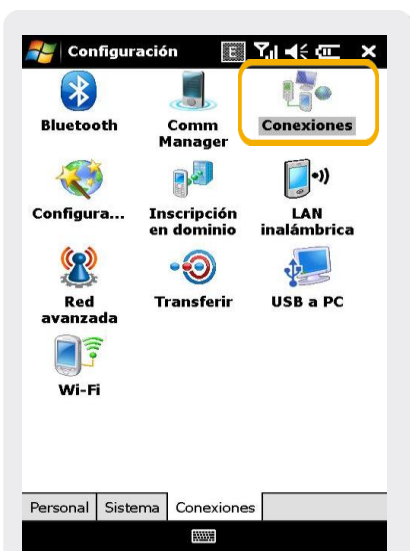 Configuración
E
Bluetooth
Comm
Manager
Conexiones
Configura...
Inscripción
en dominio
LAN
inalámbrica
Red
avanzada
Transferir
USB a PC
Wi-Fi
Personal Sistema Conexiones